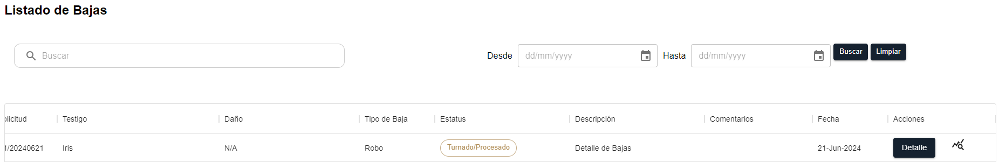 Listado de Bajas
Buscar
Desde dd/mm/yyyy Hasta dd/mm/yyyy Buscar Limpiar
olicitud Testigo Daño Tipo de Baja Estatus Descripción Comentarios Fecha Acciones
1/20240621 Iris N/A Robo Turnado/Procesado Detalle de Bajas 21-Jun-2024 Detalle